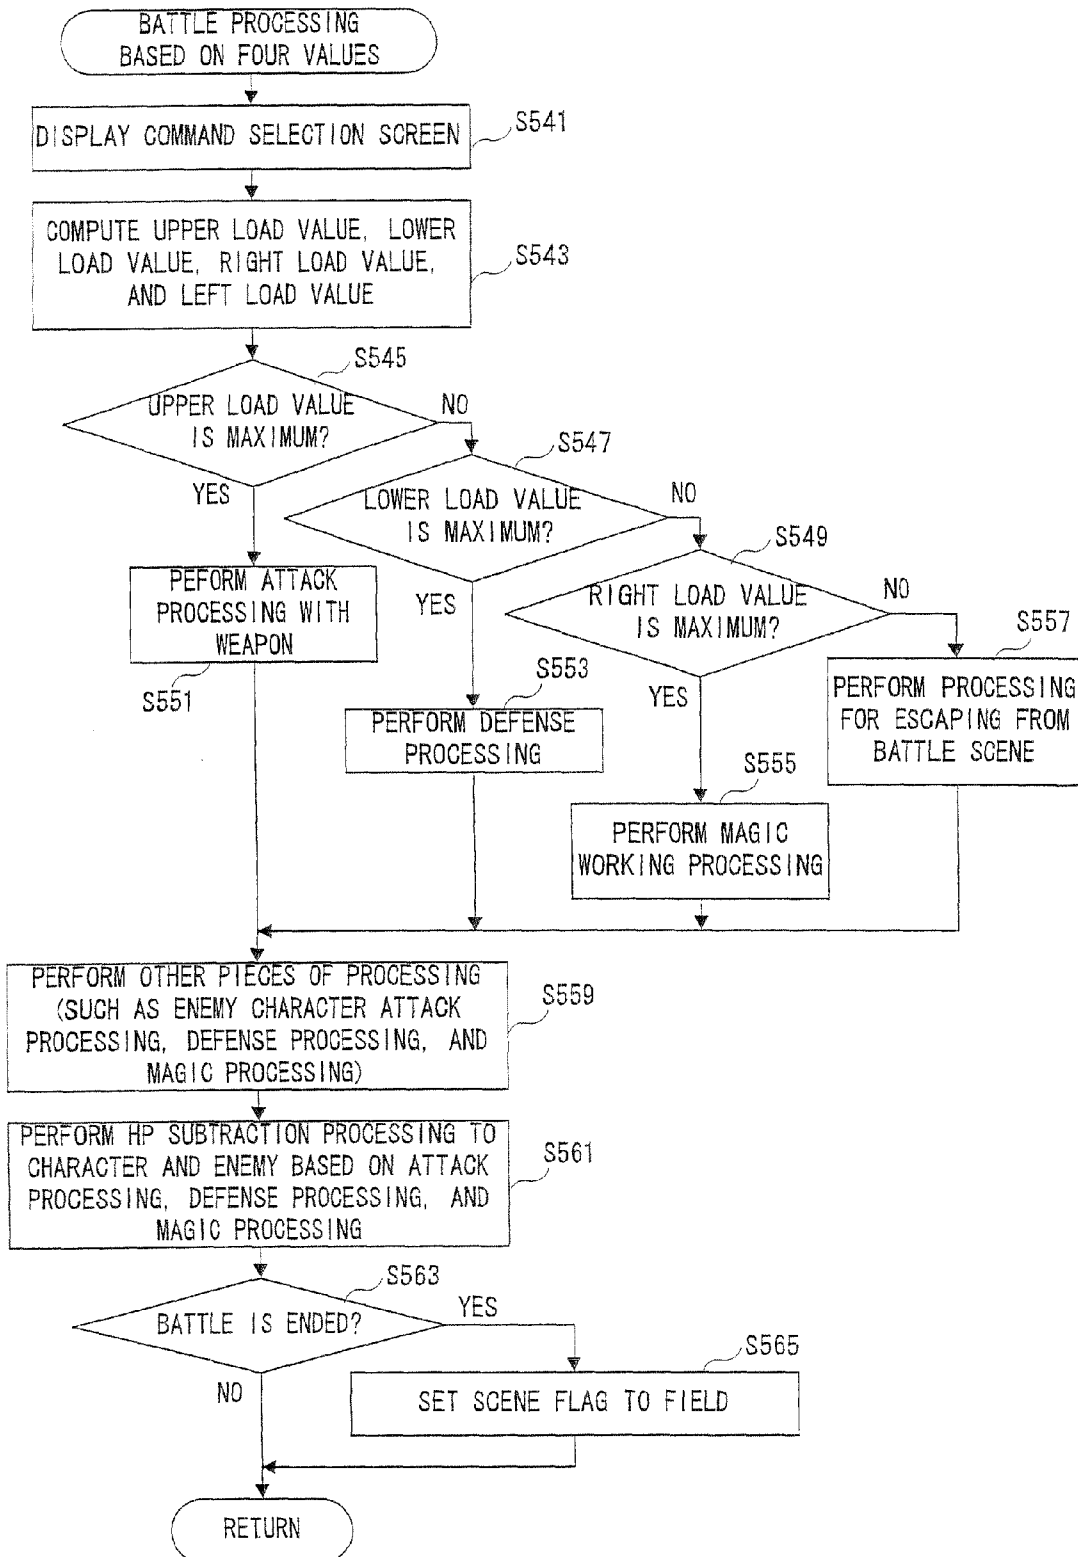 BATTLE PROCESSING
BASED ON FOUR VALUES
DISPLAY COMMAND SELECTION SCREEN
S541
COMPUTE UPPER LOAD VALUE, LOWER
LOAD VALUE, RIGHT LOAD VALUE,
AND LEFT LOAD VALUE
S543
S545
UPPER LOAD VALUE
IS MAXIMUM?
NO
YES
S547
LOWER LOAD VALUE
IS MAXIMUM?
NO
YES
S549
RIGHT LOAD VALUE
IS MAXIMUM?
NO
YES
PEFORM ATTACK
PROCESSING WITH
WEAPON
S551
S553
PERFORM DEFENSE
PROCESSING
S557
PERFORM PROCESSING
FOR ESCAPING FROM
BATTLE SCENE
S555
PERFORM MAGIC
WORKING PROCESSING
PERFORM OTHER PIECES OF PROCESSING
(SUCH AS ENEMY CHARACTER ATTACK
PROCESSING, DEFENSE PROCESSING, AND
MAGIC PROCESSING)
S559
PERFORM HP SUBTRACTION PROCESSING TO
CHARACTER AND ENEMY BASED ON ATTACK
PROCESSING, DEFENSE PROCESSING, AND
MAGIC PROCESSING
S561
S563
BATTLE IS ENDED?
YES
NO
S565
SET SCENE FLAG TO FIELD
RETURN